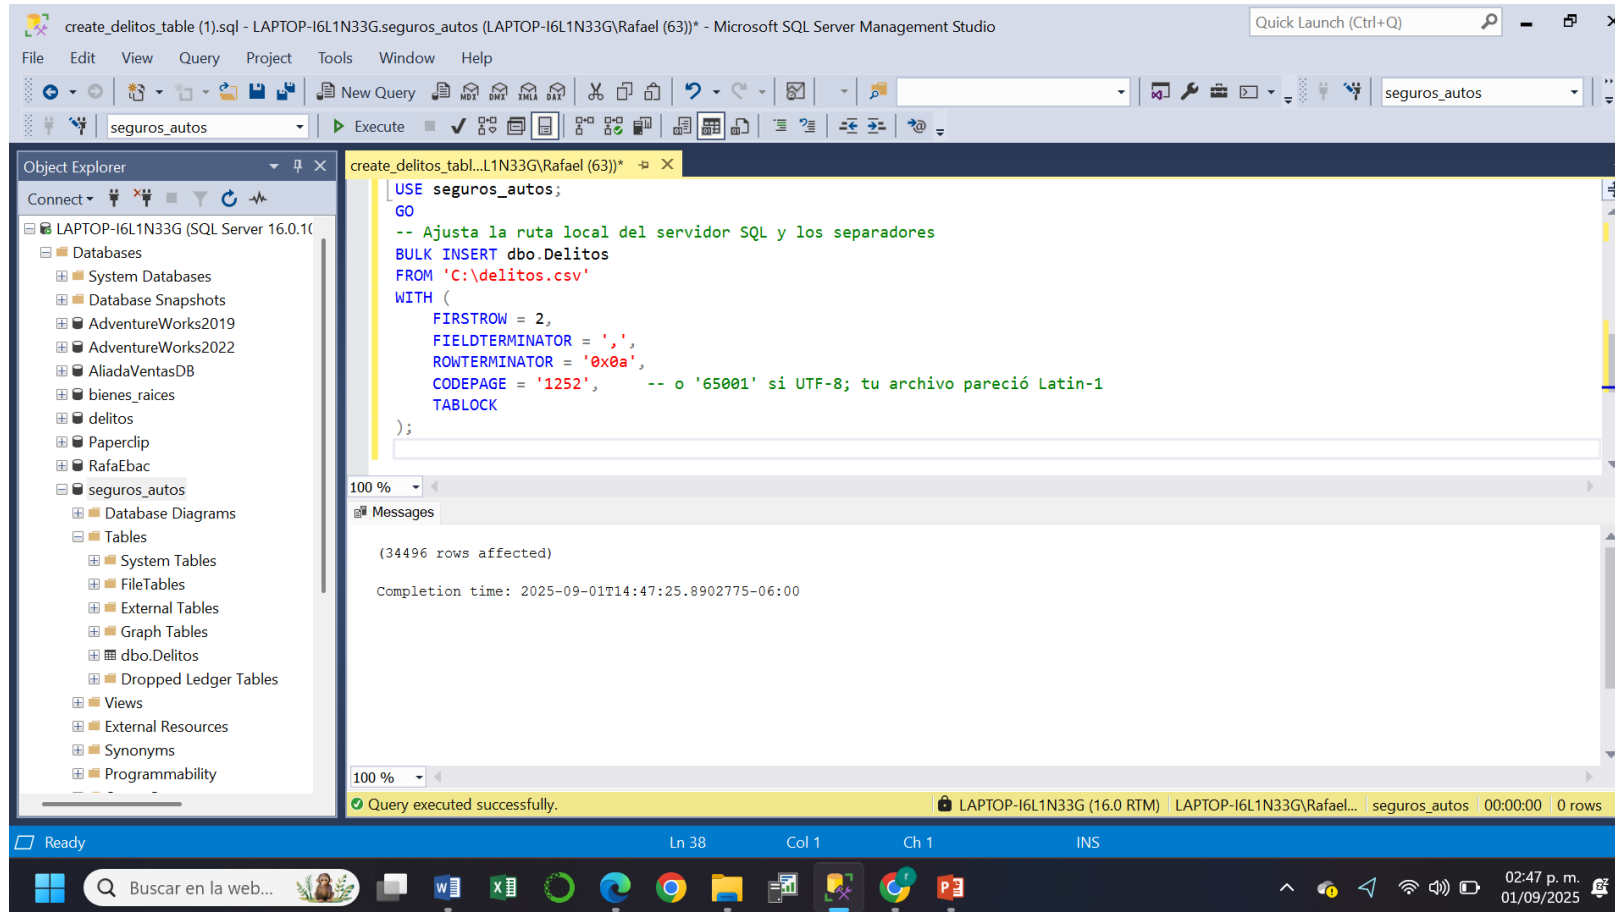 create_delitos_table (1).sql - LAPTOP-I6L1N33G.seguros_autos (LAPTOP-I6L1N33G\Rafael (63))* - Microsoft SQL Server Management Studio
Quick Launch (Ctrl+Q)
File Edit View Query Project Tools Window Help
New Query MDX DMX XMLA DAX seguros_autos
seguros_autos Execute
Object Explorer
Connect
LAPTOP-I6L1N33G (SQL Server 16.0.10
Databases
System Databases
Database Snapshots
AdventureWorks2019
AdventureWorks2022
AliadaVentasDB
bienes_raices
delitos
Paperclip
RafaEbac
seguros_autos
Database Diagrams
Tables
System Tables
FileTables
External Tables
Graph Tables
dbo.Delitos
Dropped Ledger Tables
Views
External Resources
Synonyms
Programmability
create_delitos_tabl...L1N33G\Rafael (63))*
USE seguros_autos;
GO
-- Ajusta la ruta local del servidor SQL y los separadores
BULK INSERT dbo.Delitos
FROM 'C:\delitos.csv'
WITH (
FIRSTROW = 2,
FIELDTERMINATOR = ',',
ROWTERMINATOR = '0x0a',
CODEPAGE = '1252', -- o '65001' si UTF-8; tu archivo pareció Latin-1
TABLOCK
);
100 %
Messages
(34496 rows affected)
Completion time: 2025-09-01T14:47:25.8902775-06:00
100 %
Query executed successfully. LAPTOP-I6L1N33G (16.0 RTM) LAPTOP-I6L1N33G\Rafael... seguros_autos 00:00:00 0 rows
Ready Ln 38 Col 1 Ch 1 INS
Buscar en la web...
02:47 p. m.
01/09/2025